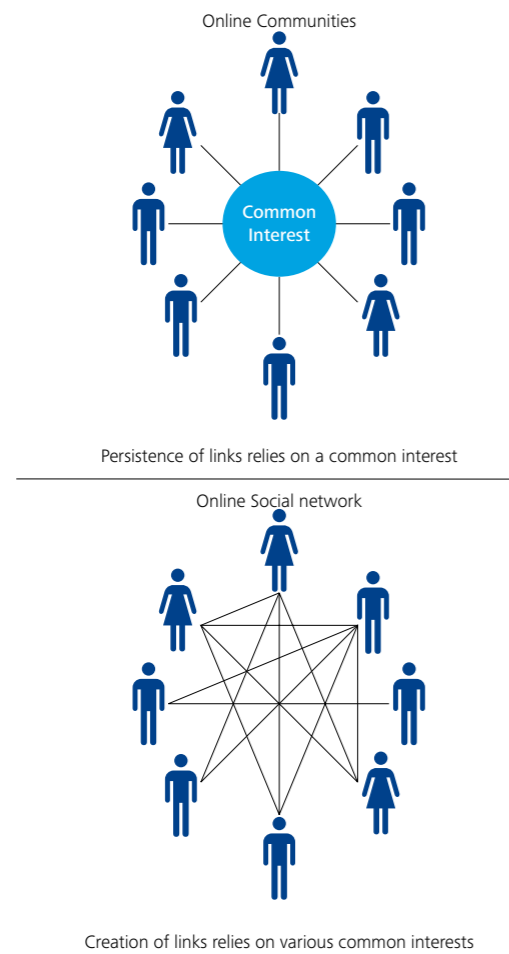 Online Communities
Common
Interest
Persistence of links relies on a common interest
Online Social network
Creation of links relies on various common interests